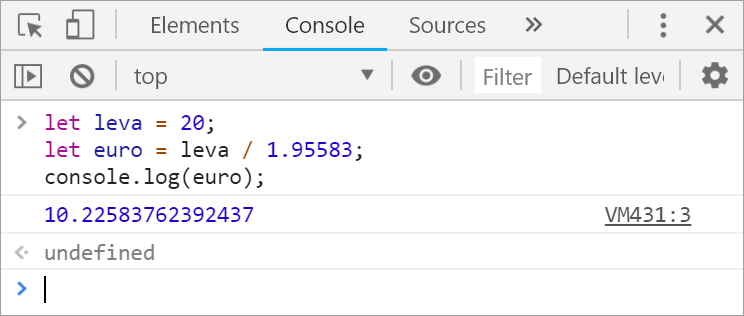 Elements Console Sources »
top ▼ Filter Default leve
> let leva = 20;
let euro = leva / 1.95583;
console.log(euro);
10.22583762392437 VM431:3
undefined
>